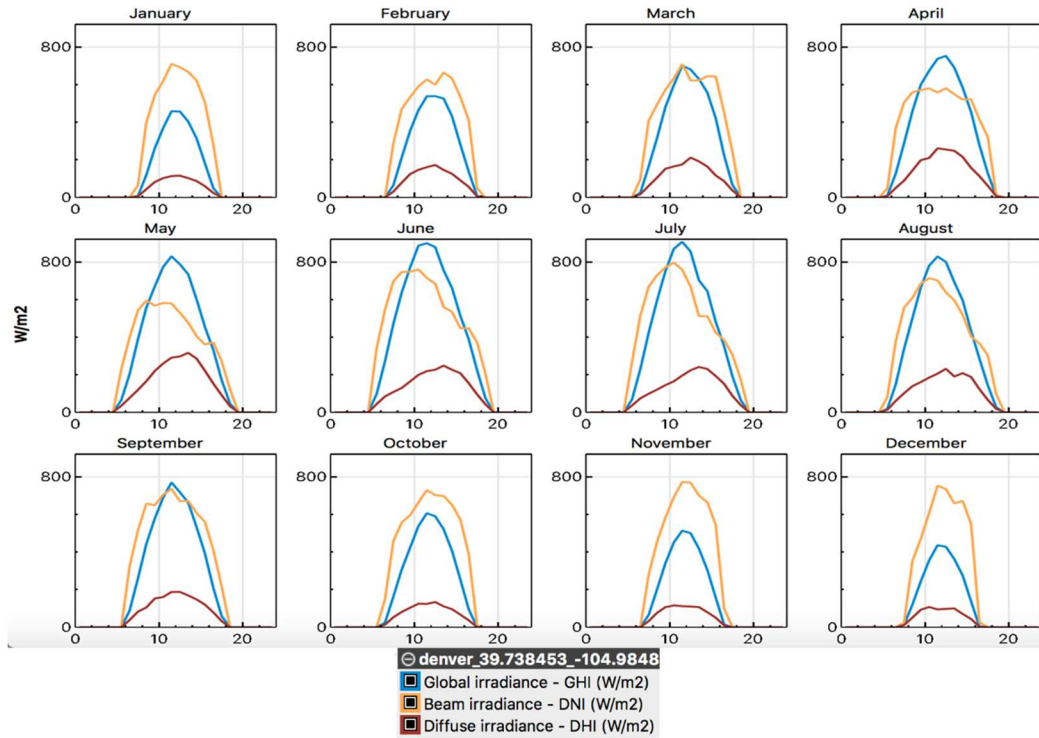 January February March April
800 800 800 800
0 0 0 0
0 10 20 0 10 20 0 10 20 0 10 20
May June July August
800 800 800 800
W/m2
0 0 0 0
0 10 20 0 10 20 0 10 20 0 10 20
September October November December
800 800 800 800
0 0 0 0
0 10 20 0 10 20 0 10 20 0 10 20
denver_39.738453_-104.9848
Global irradiance - GHI (W/m2)
Beam irradiance - DNI (W/m2)
Diffuse irradiance - DHI (W/m2)